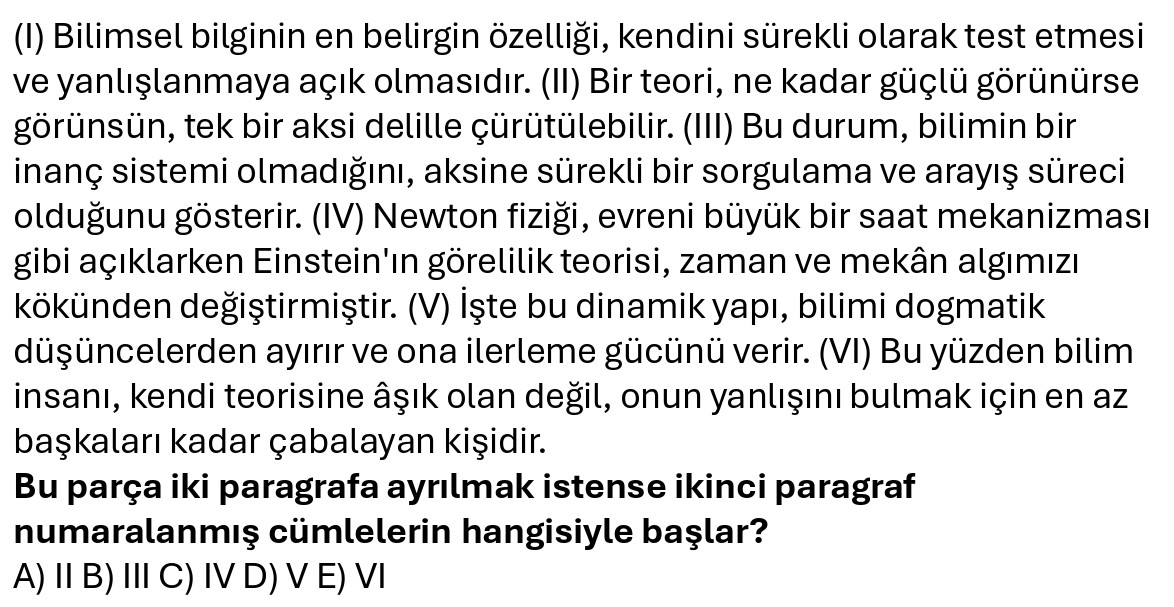 (I) Bilimsel bilginin en belirgin özelliği, kendini sürekli olarak test etmesi
ve yanlışlanmaya açık olmasıdır. (II) Bir teori, ne kadar güçlü görünürse
görünsün, tek bir aksi delille çürütülebilir. (III) Bu durum, bilimin bir
inanç sistemi olmadığını, aksine sürekli bir sorgulama ve arayış süreci
olduğunu gösterir. (IV) Newton fiziği, evreni büyük bir saat mekanizması
gibi açıklarken Einstein'ın görelilik teorisi, zaman ve mekân algımızı
kökünden değiştirmiştir. (V) İşte bu dinamik yapı, bilimi dogmatik
düşüncelerden ayırır ve ona ilerleme gücünü verir. (VI) Bu yüzden bilim
insanı, kendi teorisine âşık olan değil, onun yanlışını bulmak için en az
başkaları kadar çabalayan kişidir.
Bu parça iki paragrafa ayrılmak istense ikinci paragraf
numaralanmış cümlelerin hangisiyle başlar?
A) II B) III C) IV D) V E) VI